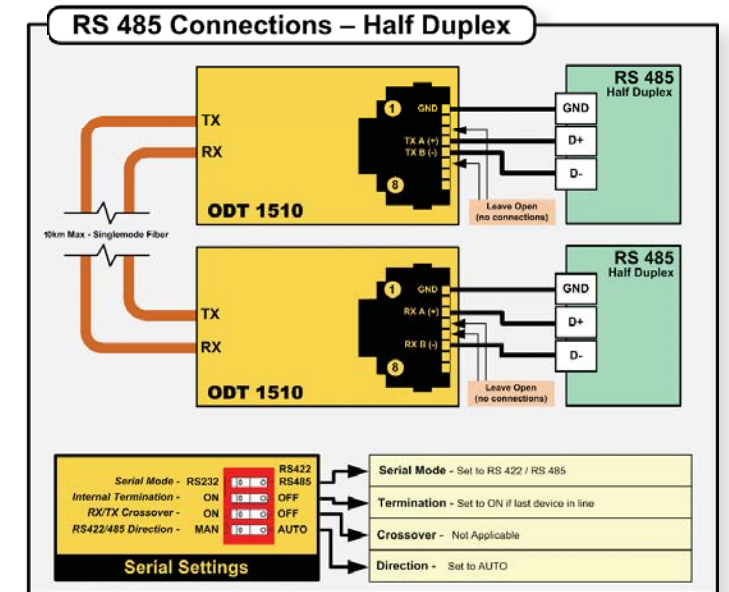 RS 485 Connections – Half Duplex
TX
RX
ODT 1510
1
GND
TX A (+)
TX B (-)
8
Leave Open
(no connections)
RS 485
Half Duplex
GND
D+
D-
10km Max - Singlemode Fiber
TX
RX
ODT 1510
1
GND
RX A (+)
RX B (-)
8
Leave Open
(no connections)
RS 485
Half Duplex
GND
D+
D-
RS422
Serial Mode - RS232 RS485
Internal Termination - ON OFF
RX/TX Crossover - ON OFF
RS422/485 Direction - MAN AUTO
Serial Settings
Serial Mode - Set to RS 422 / RS 485
Termination - Set to ON if last device in line
Crossover - Not Applicable
Direction - Set to AUTO